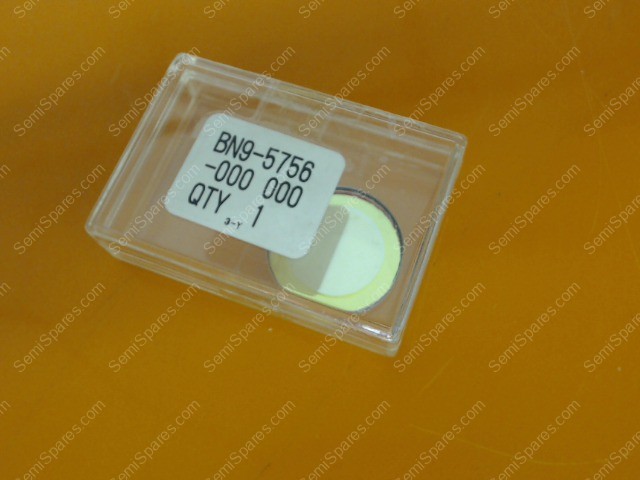 BN9-5756
-000 000
QTY 1
SemiSpares.com